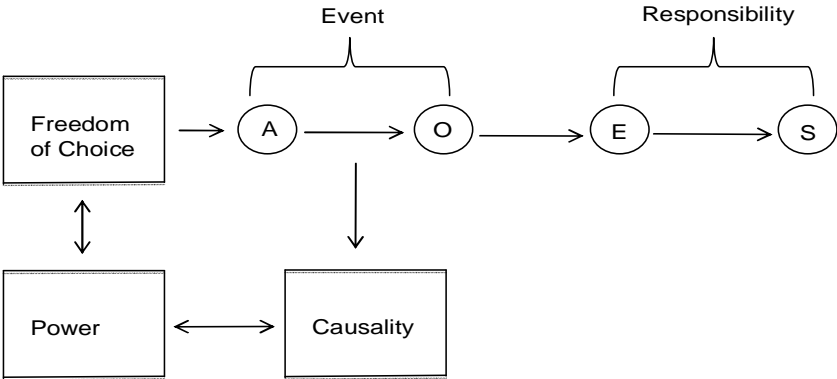 Event
Responsibility
Freedom
of Choice
A
O
E
S
Power
Causality